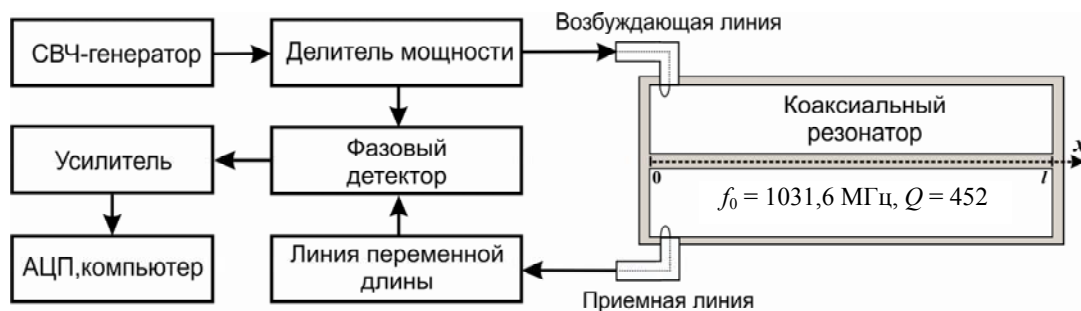 СВЧ-генератор
Делитель мощности
Возбуждающая линия
Усилитель
Фазовый
детектор
Коаксиальный
резонатор
x
0
l
f₀ = 1031,6 МГц, Q = 452
АЦП,компьютер
Линия переменной
длины
Приемная линия